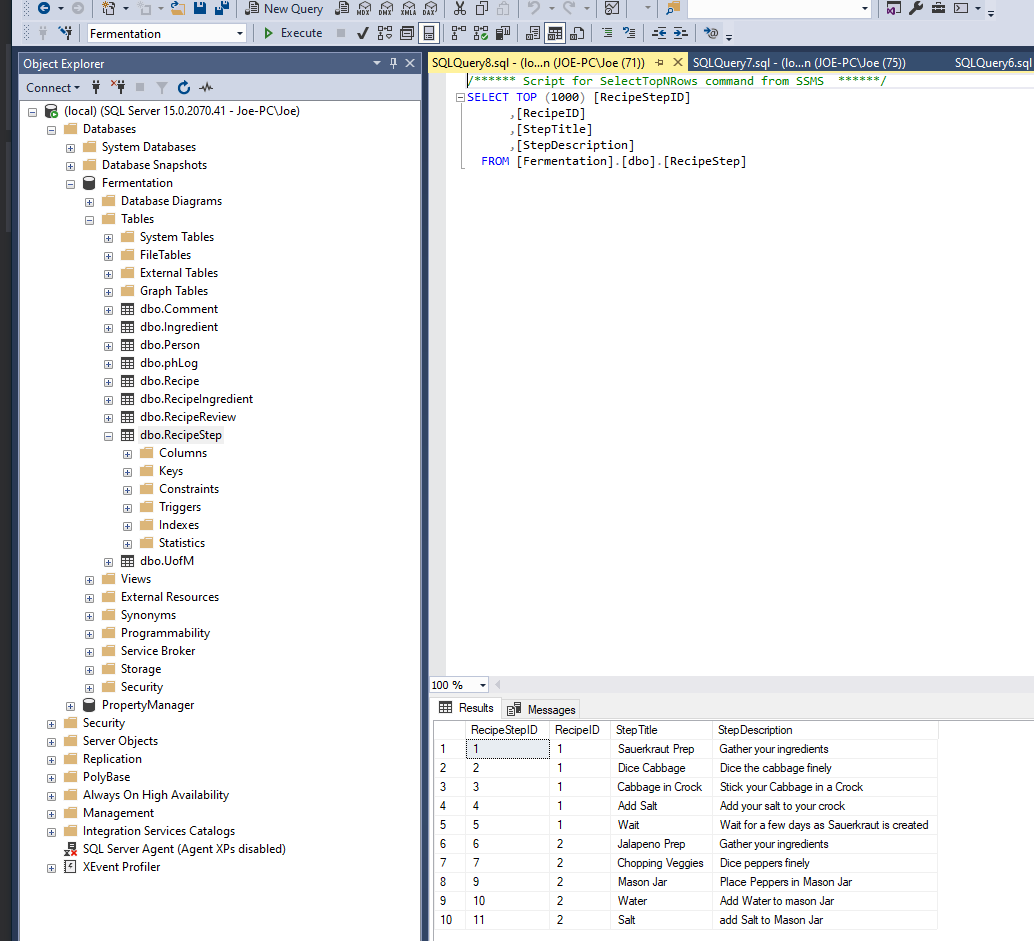 New Query
MDX
DMX
XMLA
DAX
Fermentation
Execute
Object Explorer
Connect
(local) (SQL Server 15.0.2070.41 - Joe-PC\Joe)
Databases
System Databases
Database Snapshots
Fermentation
Database Diagrams
Tables
System Tables
FileTables
External Tables
Graph Tables
dbo.Comment
dbo.Ingredient
dbo.Person
dbo.phLog
dbo.Recipe
dbo.RecipeIngredient
dbo.RecipeReview
dbo.RecipeStep
Columns
Keys
Constraints
Triggers
Indexes
Statistics
dbo.UofM
Views
External Resources
Synonyms
Programmability
Service Broker
Storage
Security
PropertyManager
Security
Server Objects
Replication
PolyBase
Always On High Availability
Management
Integration Services Catalogs
SQL Server Agent (Agent XPs disabled)
XEvent Profiler
SQLQuery8.sql - (lo...n (JOE-PC\Joe (71)) SQLQuery7.sql - (lo...n (JOE-PC\Joe (75)) SQLQuery6.sql
/****** Script for SelectTopNRows command from SSMS ******/
SELECT TOP (1000) [RecipeStepID]
,[RecipeID]
,[StepTitle]
,[StepDescription]
FROM [Fermentation].[dbo].[RecipeStep]
100 %
Results Messages
RecipeStepID RecipeID StepTitle StepDescription
1 1 1 Sauerkraut Prep Gather your ingredients
2 2 1 Dice Cabbage Dice the cabbage finely
3 3 1 Cabbage in Crock Stick your Cabbage in a Crock
4 4 1 Add Salt Add your salt to your crock
5 5 1 Wait Wait for a few days as Sauerkraut is created
6 6 2 Jalapeno Prep Gather your ingredients
7 7 2 Chopping Veggies Dice peppers finely
8 9 2 Mason Jar Place Peppers in Mason Jar
9 10 2 Water Add Water to mason Jar
10 11 2 Salt add Salt to Mason Jar